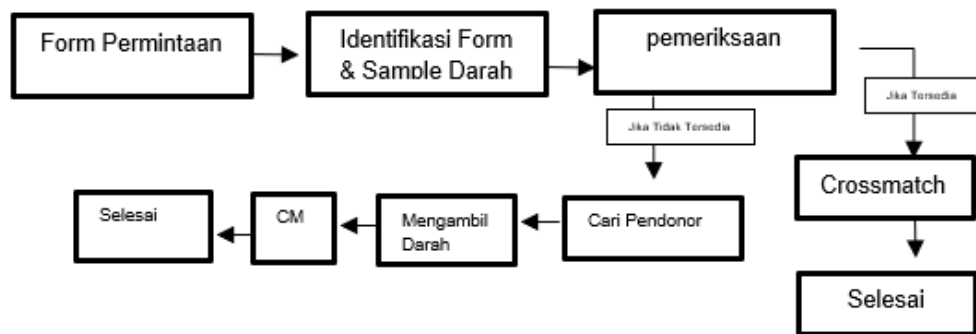 Form Permintaan
Identifikasi Form
& Sample Darah
pemeriksaan
Jika Tersedia
Jika Tidak Tersedia
Crossmatch
Selesai
CM
Mengambil
Darah
Cari Pendonor
Selesai